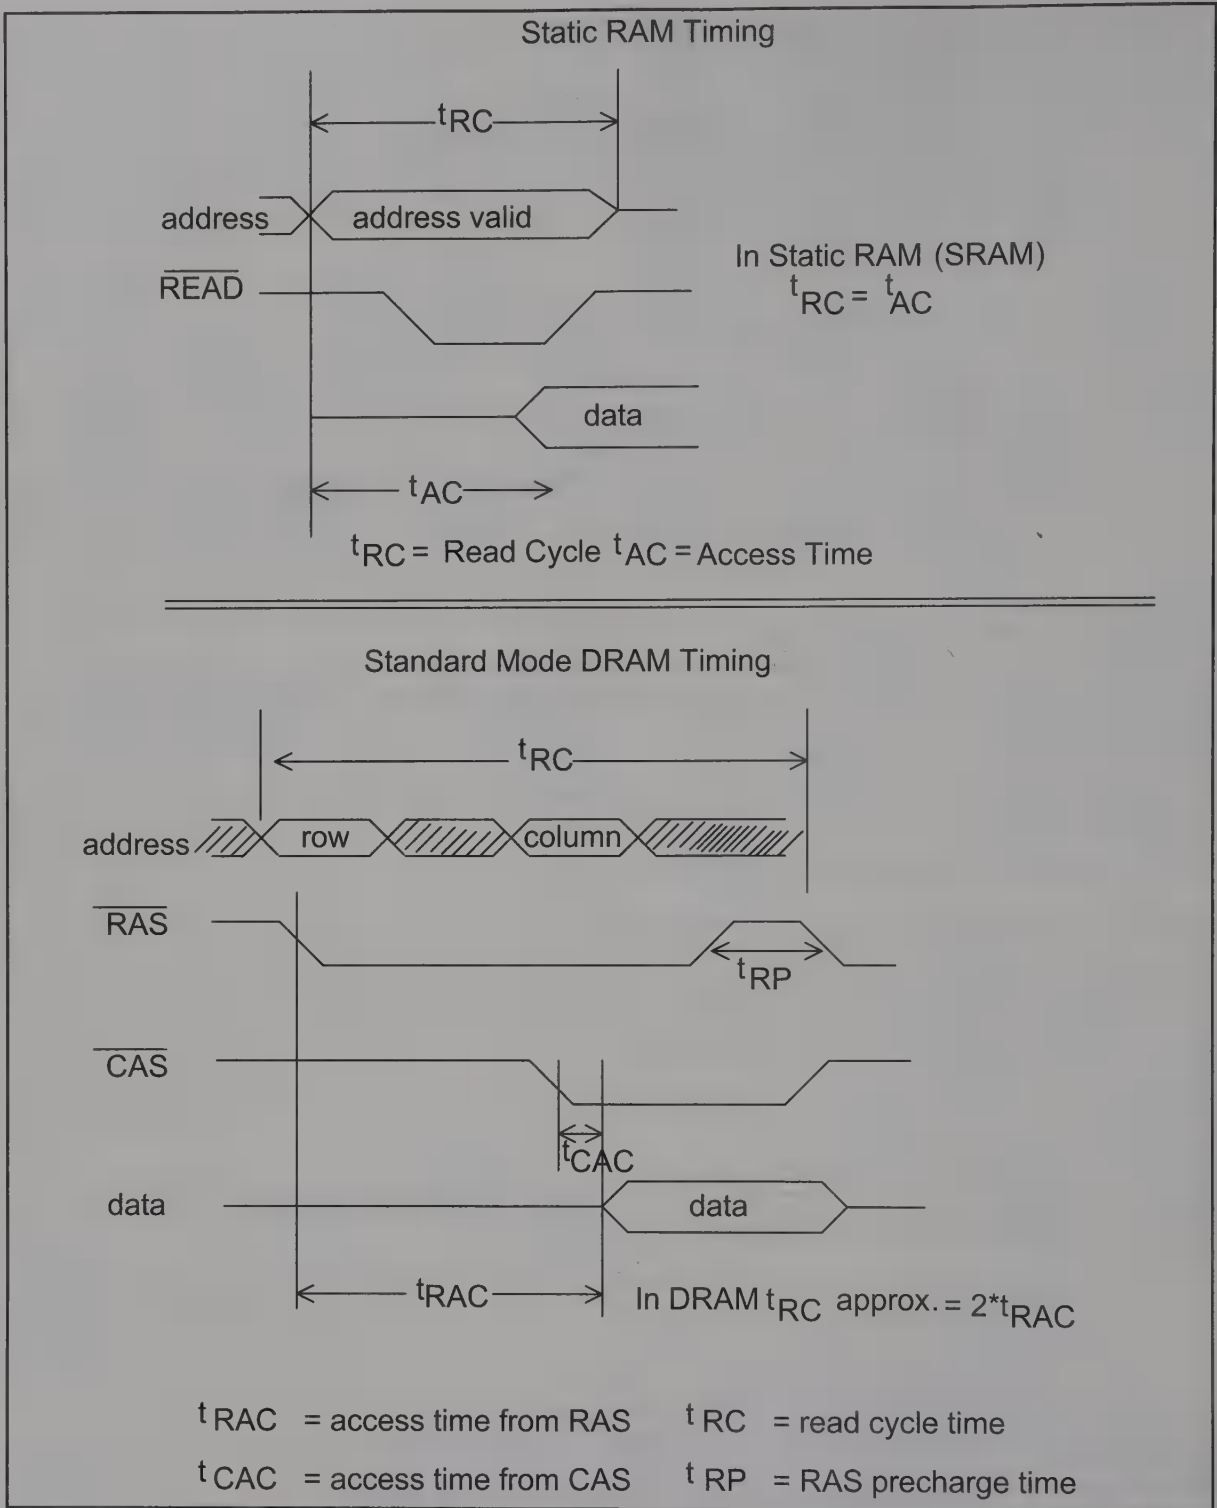 Static RAM Timing
tRC
address address valid
READ
In Static RAM (SRAM)
tRC = tAC
data
tAC
tRC = Read Cycle tAC = Access Time
Standard Mode DRAM Timing
tRC
address row column
RAS
tRP
CAS
tCAC
data data
tRAC
In DRAM tRC approx. = 2*tRAC
tRAC = access time from RAS tRC = read cycle time
tCAC = access time from CAS tRP = RAS precharge time